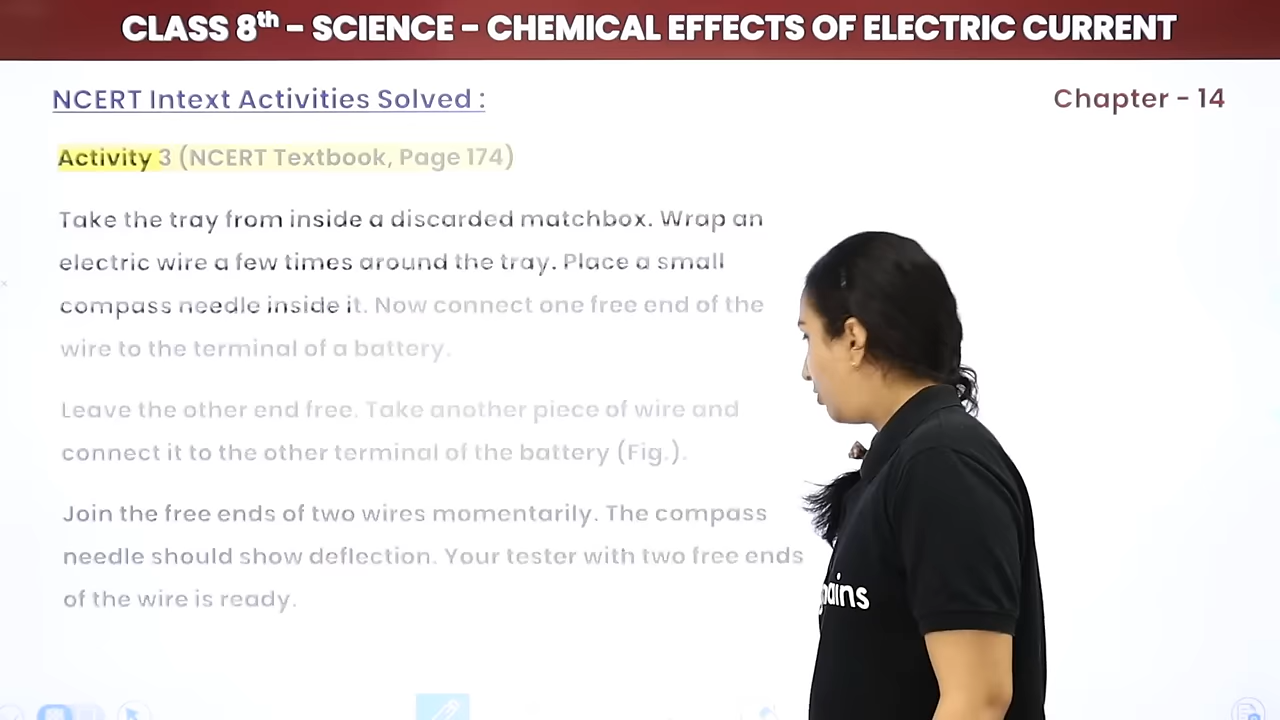 CLASS 8th - SCIENCE - CHEMICAL EFFECTS OF ELECTRIC CURRENT
NCERT Intext Activities Solved :
Chapter - 14
Activity 3 (NCERT Textbook, Page 174)
Take the tray from inside a discarded matchbox. Wrap an
electric wire a few times around the tray. Place a small
compass needle inside it. Now connect one free end of the
wire to the terminal of a battery.
Leave the other end free. Take another piece of wire and
connect it to the other terminal of the battery (Fig.).
Join the free ends of two wires momentarily. The compass
needle should show deflection. Your tester with two free ends
of the wire is ready.